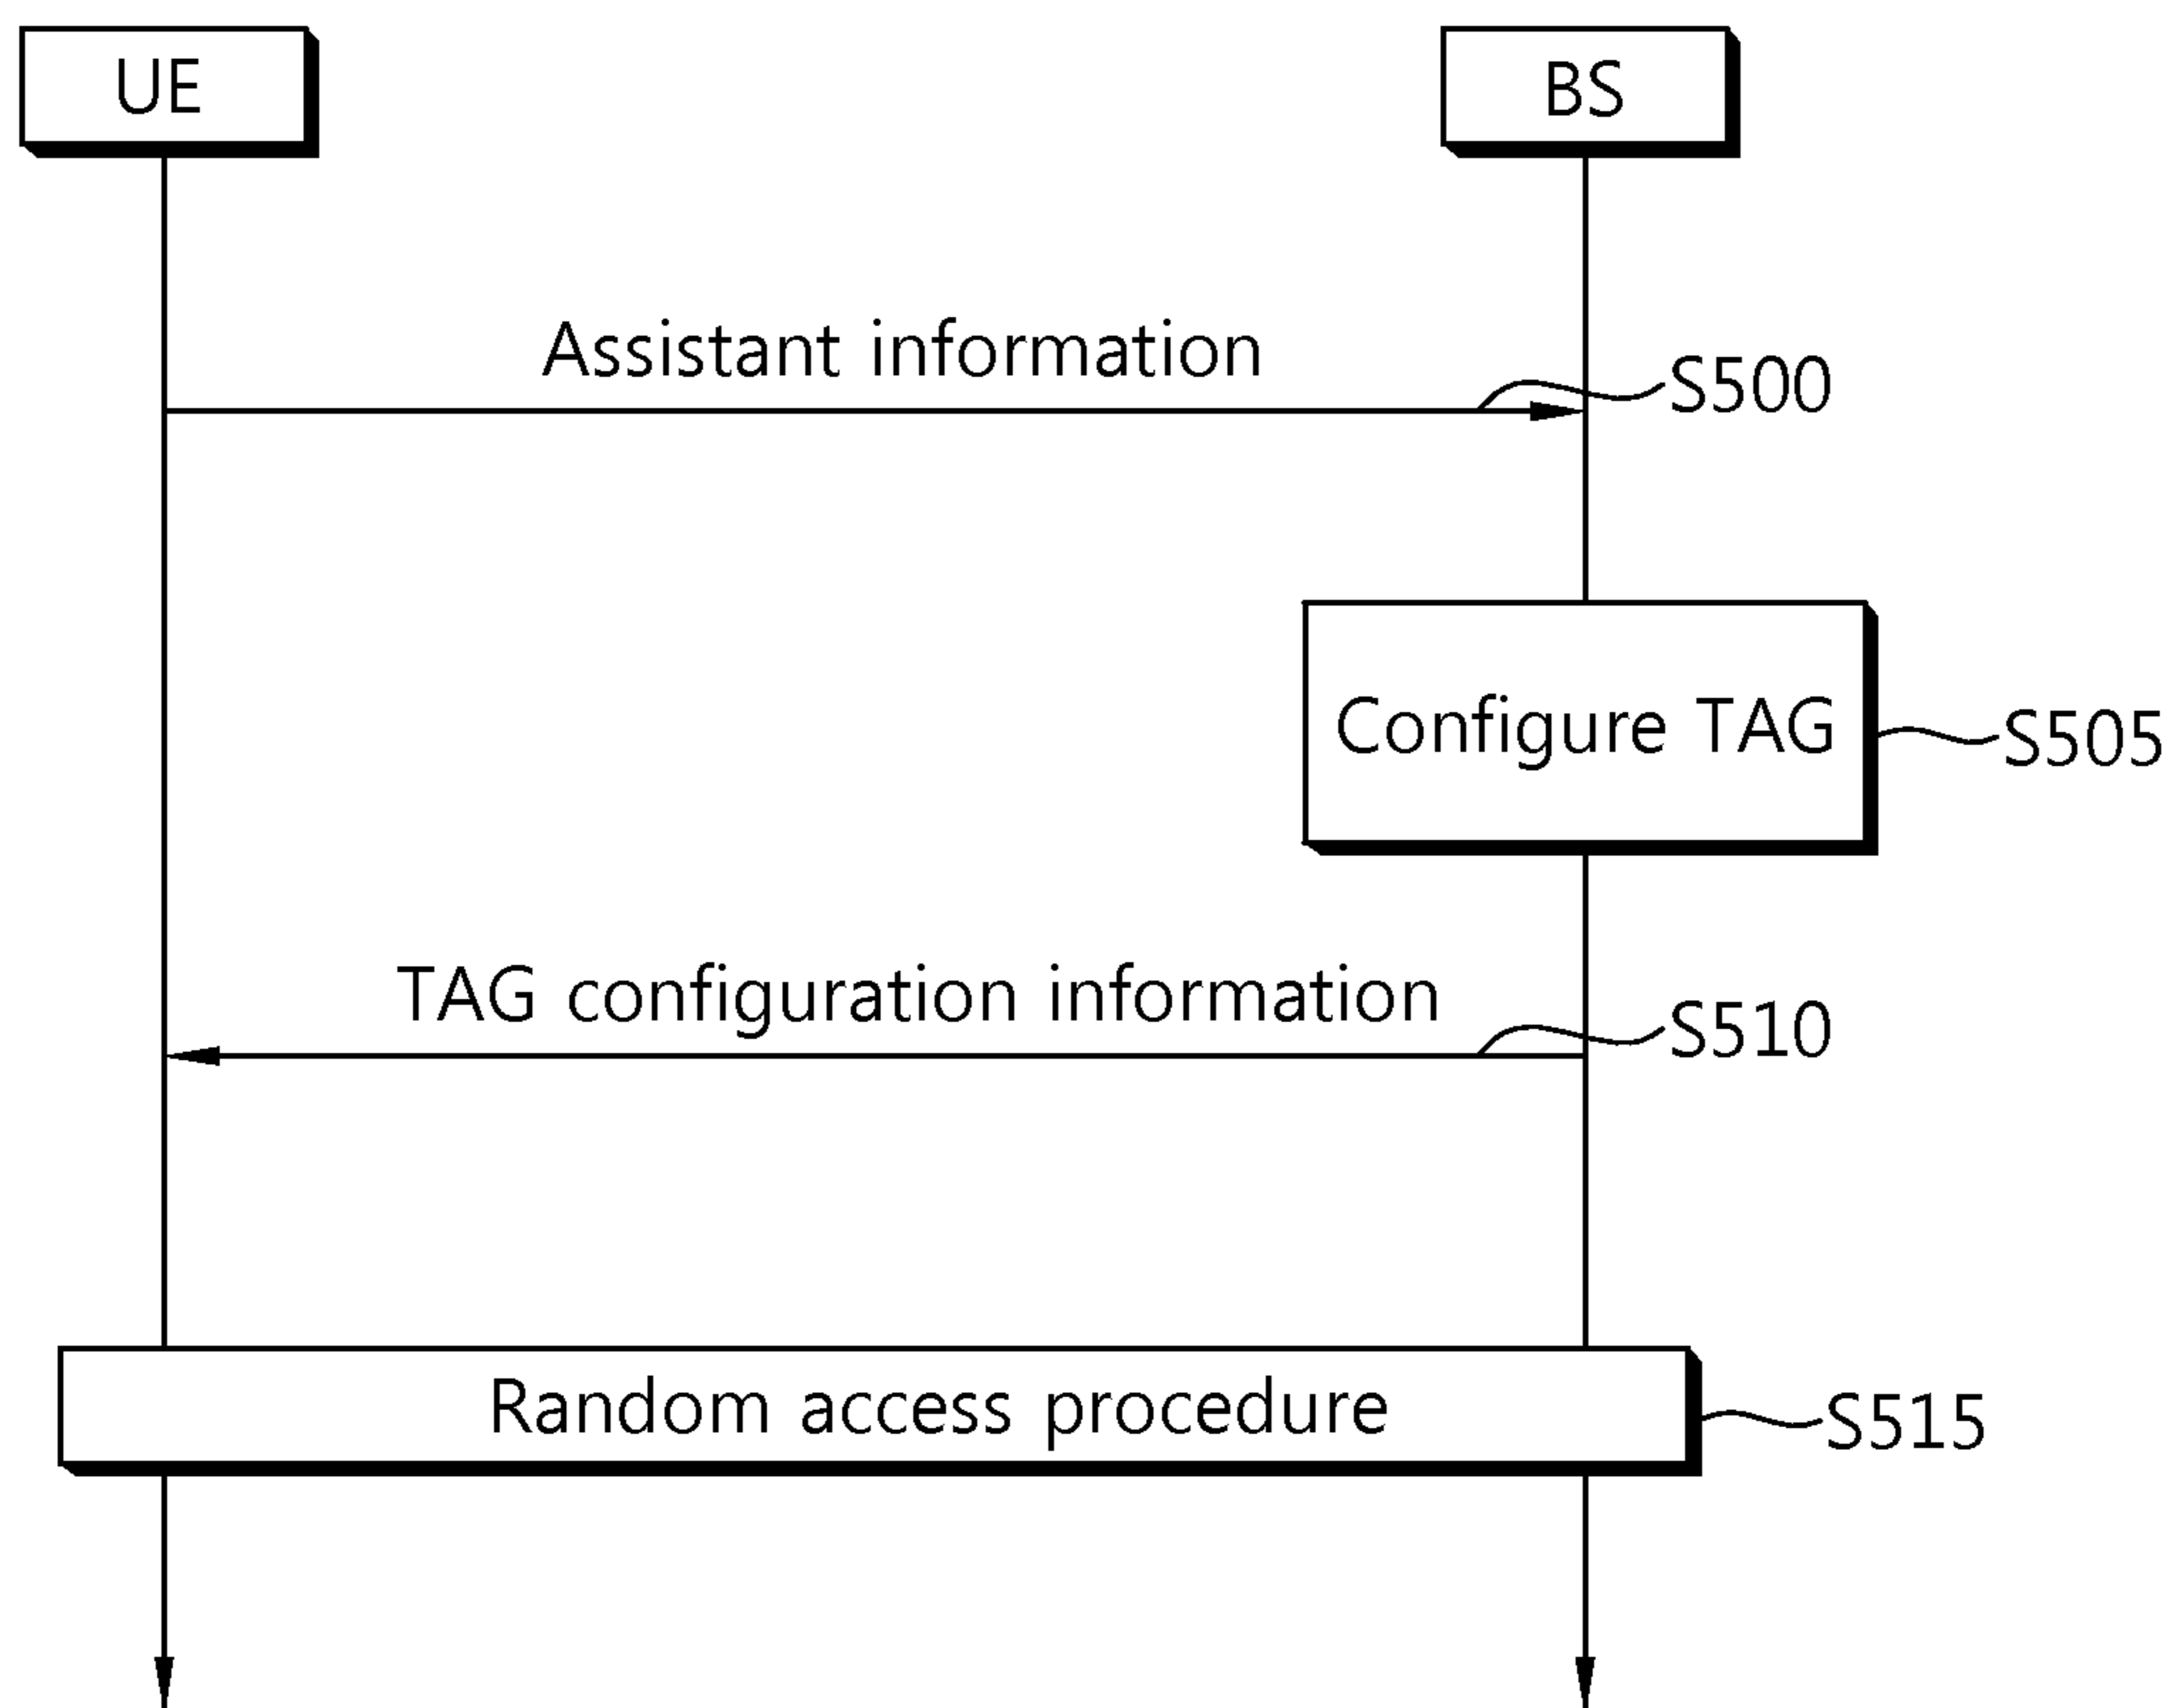 UE
BS
Assistant information
S500
Configure TAG
S505
TAG configuration information
S510
Random access procedure
S515